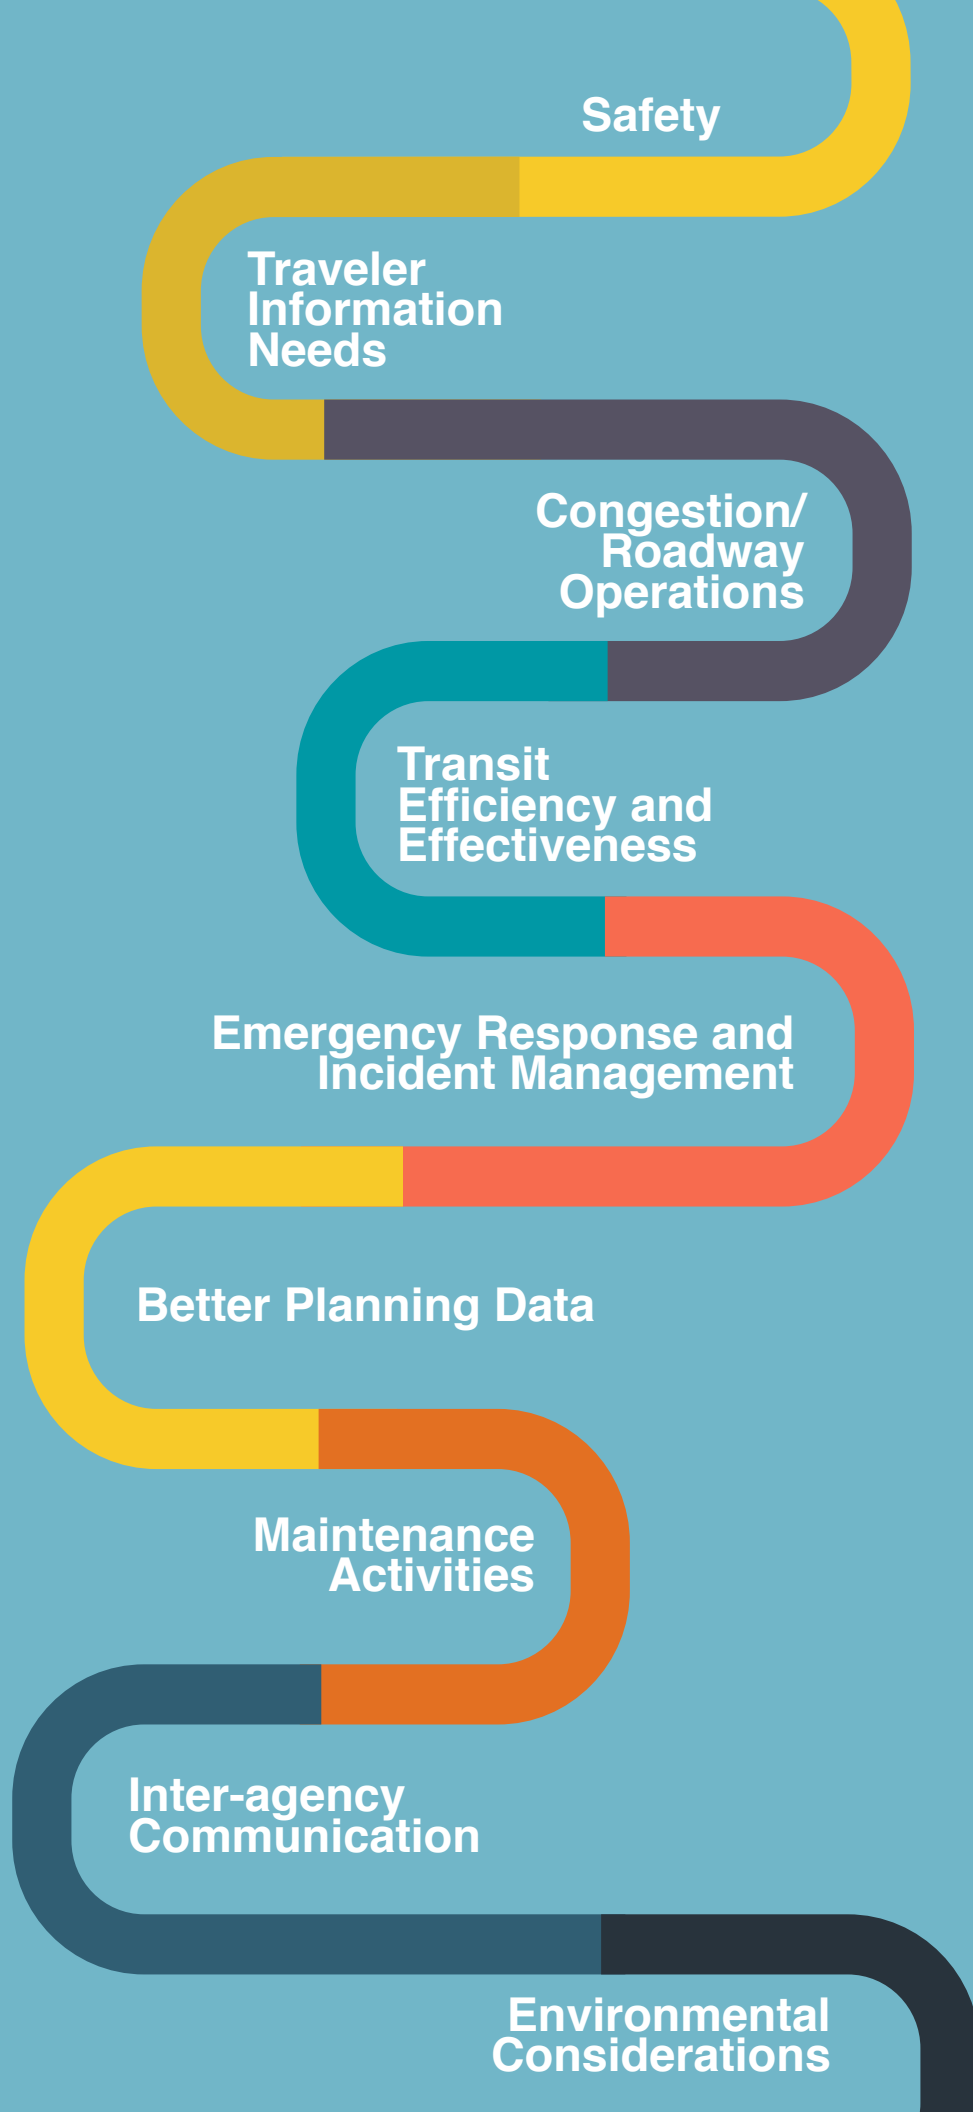 Safety
Traveler
Information
Needs
Congestion/
Roadway
Operations
Transit
Efficiency and
Effectiveness
Emergency Response and
Incident Management
Better Planning Data
Maintenance
Activities
Inter-agency
Communication
Environmental
Considerations